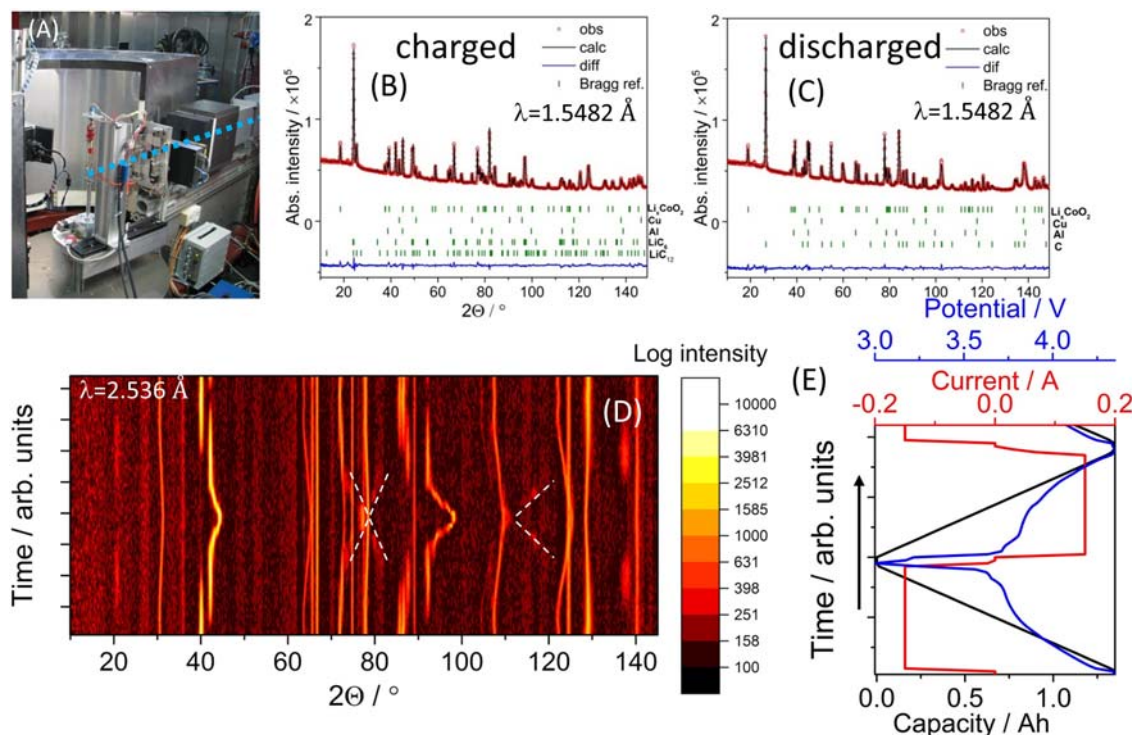 (A)
charged
(B)
λ=1.5482 Å
obs
calc
diff
Bragg ref.
Abs. intensity / ×10⁵
2
1
0
LiₓCoO₂
Cu
Al
LiC₆
LiC₁₂
20 40 60 80 100 120 140
2Θ / °
discharged
(C)
λ=1.5482 Å
obs
calc
dif
Bragg ref.
Abs. intensity / ×10⁵
2
1
0
LiₓCoO₂
Cu
Al
C
20 40 60 80 100 120 140
2Θ / °
λ=2.536 Å
(D)
Time / arb. units
20 40 60 80 100 120 140
2Θ / °
Log intensity
10000
6310
3981
2512
1585
1000
631
398
251
158
100
Potential / V
3.0 3.5 4.0
(E)
Current / A
-0.2 0.0 0.2
Time / arb. units
0.0 0.5 1.0
Capacity / Ah